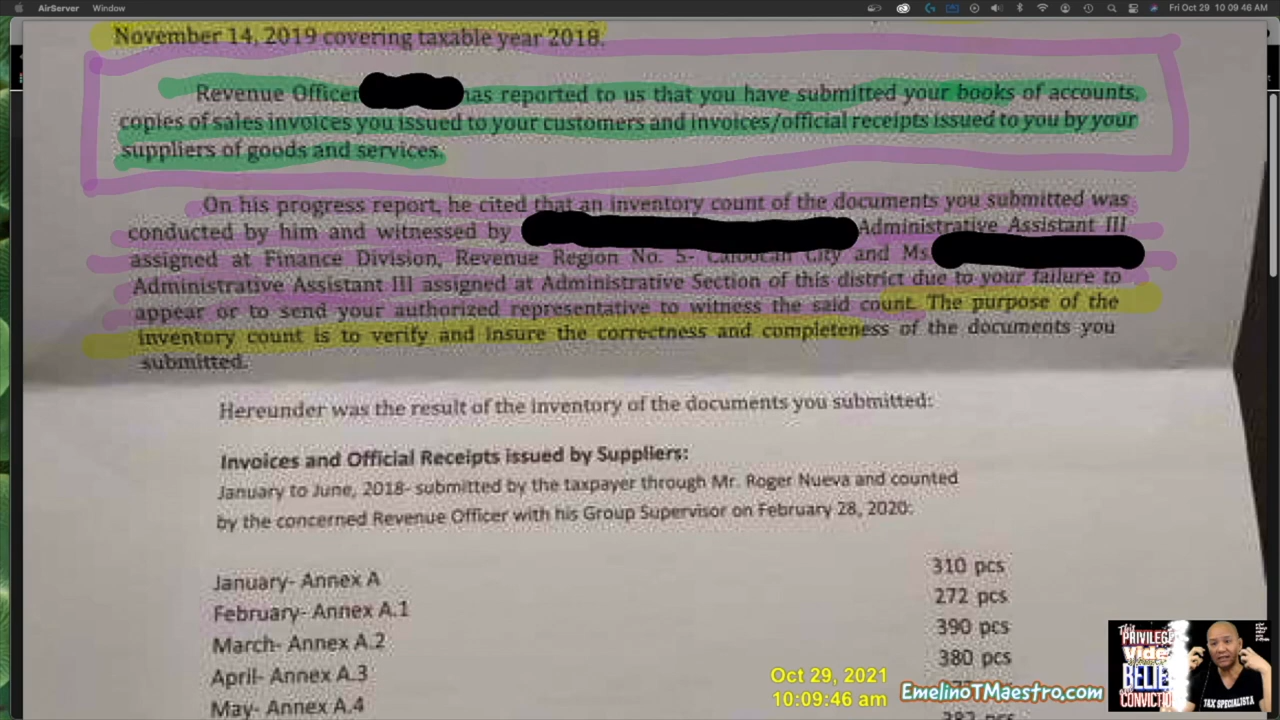 AirServer Window Fri Oct 29 10 09 46 AM
November 14, 2019 covering taxable year 2018.
Revenue Officer has reported to us that you have submitted your books of accounts,
copies of sales invoices you issued to your customers and invoices/official receipts issued to you by your
suppliers of goods and services.
On his progress report, he cited that an inventory count of the documents you submitted was
conducted by him and witnessed by Administrative Assistant III
assigned at Finance Division, Revenue Region No. 5- Caloocan City and Ms.
Administrative Assistant III assigned at Administrative Section of this district due to your failure to
appear or to send your authorized representative to witness the said count. The purpose of the
inventory count is to verify and insure the correctness and completeness of the documents you
submitted.
Hereunder was the result of the inventory of the documents you submitted:
Invoices and Official Receipts issued by Suppliers:
January to June, 2018- submitted by the taxpayer through Mr. Roger Nueva and counted
by the concerned Revenue Officer with his Group Supervisor on February 28, 2020:
January- Annex A 310 pcs
February- Annex A.1 272 pcs
March- Annex A.2 390 pcs
April- Annex A.3 380 pcs
May- Annex A.4
Oct 29, 2021
10:09:46 am
EmelinoTMaestro.com
This
PRIVILEGE
Video
BELIEF
CONVICTION
TAX SPECIALISTA